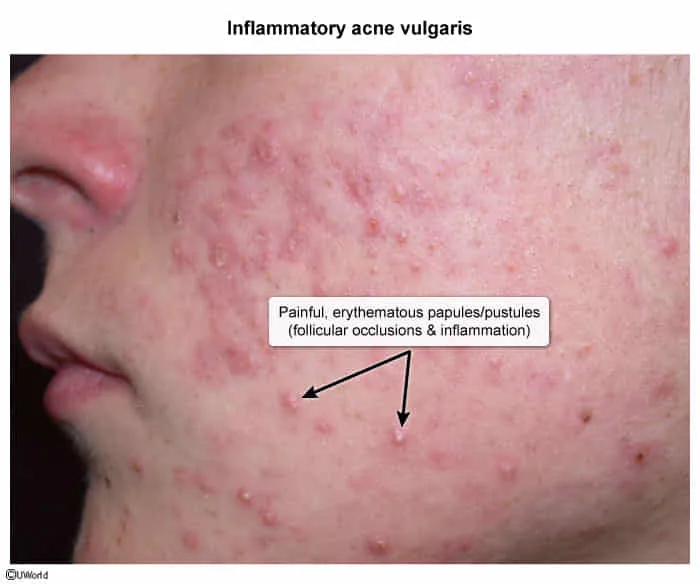 Inflammatory acne vulgaris
Painful, erythematous papules/pustules
(follicular occlusions & inflammation)
©UWorld